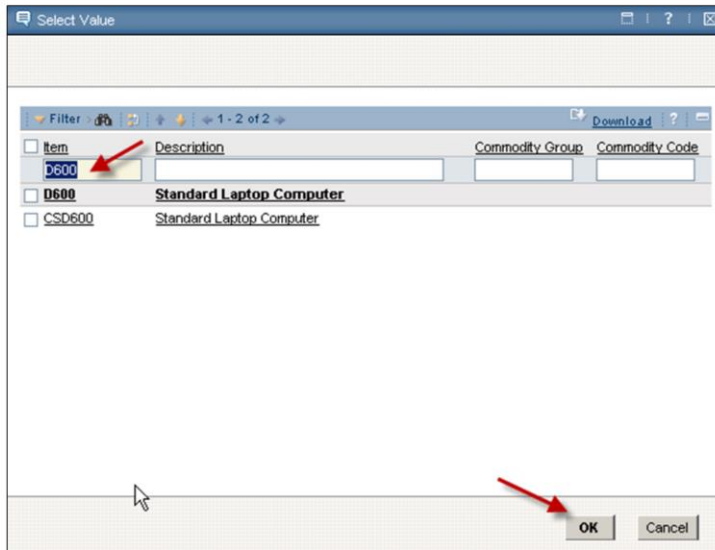 Select Value ?
Filter 1 - 2 of 2 Download ?
Item Description Commodity Group Commodity Code
D600
D600 Standard Laptop Computer
CSD600 Standard Laptop Computer
OK Cancel